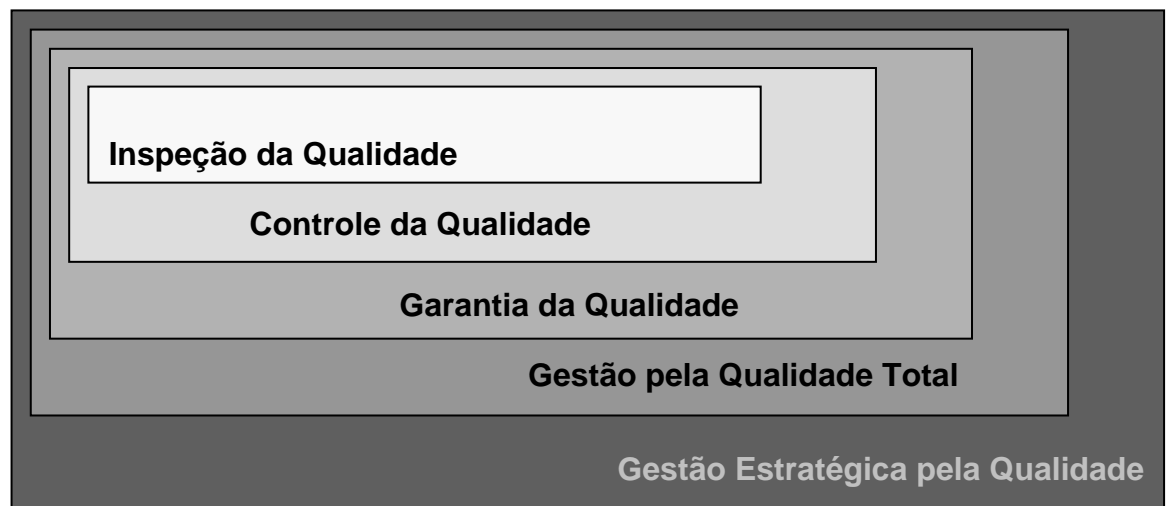 Inspeção da Qualidade
Controle da Qualidade
Garantia da Qualidade
Gestão pela Qualidade Total
Gestão Estratégica pela Qualidade